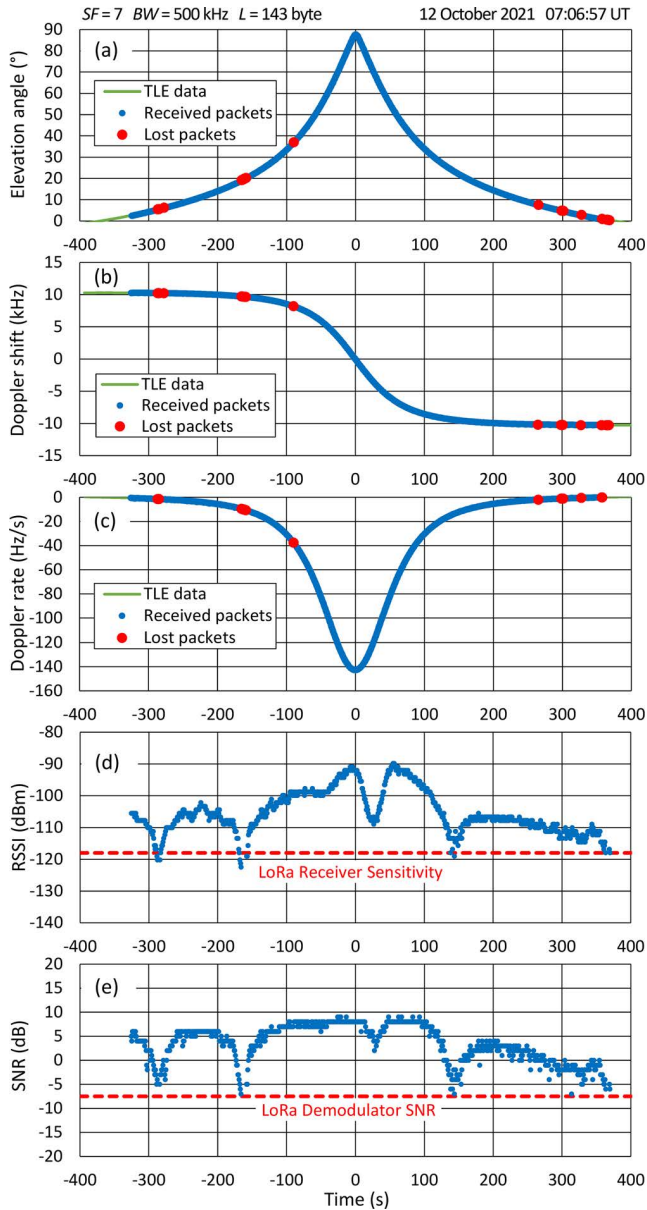 SF = 7 BW = 500 kHz L = 143 byte 12 October 2021 07:06:57 UT
(a)
Elevation angle (°)
90
80
70
60
50
40
30
20
10
0
TLE data
Received packets
Lost packets
-400 -300 -200 -100 0 100 200 300 400
(b)
Doppler shift (kHz)
15
10
5
0
-5
-10
-15
TLE data
Received packets
Lost packets
-400 -300 -200 -100 0 100 200 300 400
(c)
Doppler rate (Hz/s)
0
-20
-40
-60
-80
-100
-120
-140
-160
TLE data
Received packets
Lost packets
-400 -300 -200 -100 0 100 200 300 400
(d)
RSSI (dBm)
-80
-90
-100
-110
-120
-130
-140
LoRa Receiver Sensitivity
-400 -300 -200 -100 0 100 200 300 400
(e)
SNR (dB)
20
15
10
5
0
-5
-10
-15
-20
LoRa Demodulator SNR
-400 -300 -200 -100 0 100 200 300 400
Time (s)